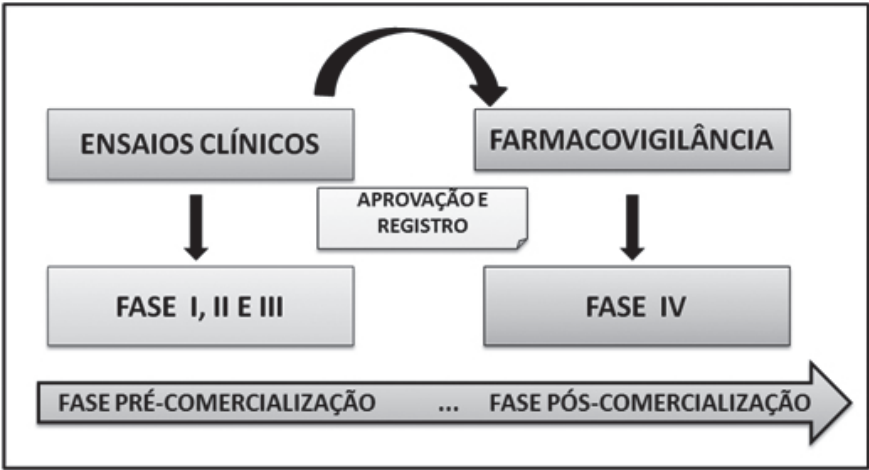 ENSAIOS CLÍNICOS
FARMACOVIGILÂNCIA
APROVAÇÃO E
REGISTRO
FASE I, II E III
FASE IV
FASE PRÉ-COMERCIALIZAÇÃO ... FASE PÓS-COMERCIALIZAÇÃO